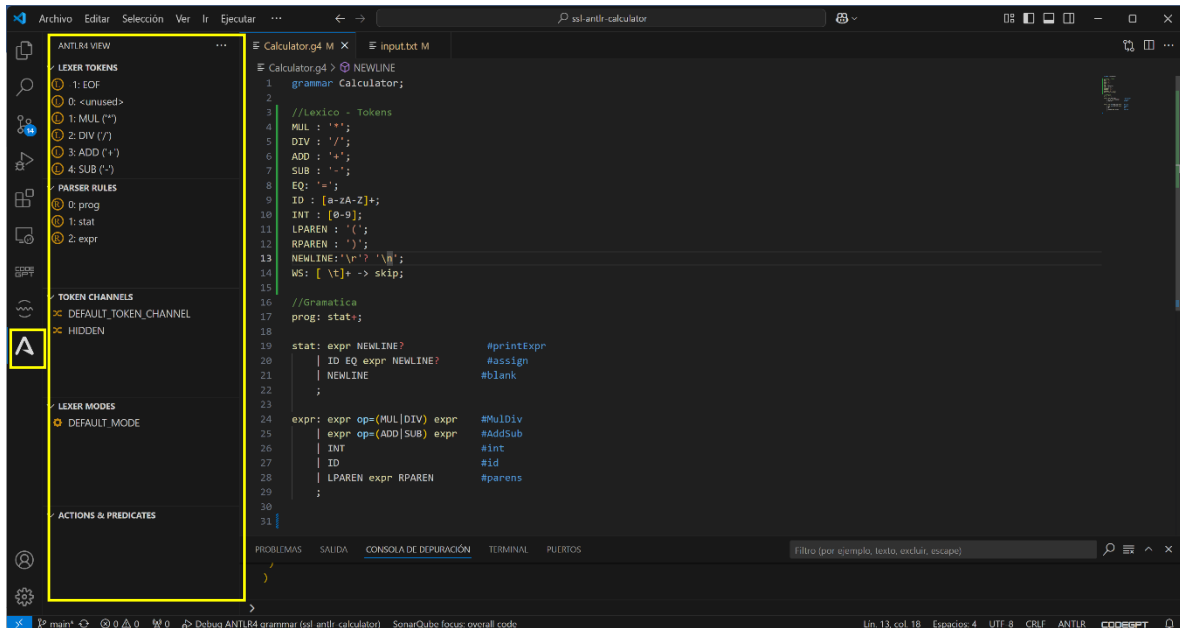 Archivo Editar Selección Ver Ir Ejecutar ···
ssl-antlr-calculator
ANTLR4 VIEW ···
LEXER TOKENS
1: EOF
0: <unused>
1: MUL ('*')
2: DIV ('/')
3: ADD ('+')
4: SUB ('-')
PARSER RULES
0: prog
1: stat
2: expr
TOKEN CHANNELS
DEFAULT_TOKEN_CHANNEL
HIDDEN
LEXER MODES
DEFAULT_MODE
ACTIONS & PREDICATES
14
CODE
GPT
Calculator.g4 M input.txt M
Calculator.g4 > NEWLINE
1 grammar Calculator;
2
3 //Lexico - Tokens
4 MUL : '*';
5 DIV : '/';
6 ADD : '+';
7 SUB : '-';
8 EQ: '=';
9 ID : [a-zA-Z]+;
10 INT : [0-9];
11 LPAREN : '(';
12 RPAREN : ')';
13 NEWLINE:'\r'? '\n';
14 WS: [ \t]+ -> skip;
15
16 //Gramatica
17 prog: stat+;
18
19 stat: expr NEWLINE? #printExpr
20 | ID EQ expr NEWLINE? #assign
21 | NEWLINE #blank
22 ;
23
24 expr: expr op=(MUL|DIV) expr #MulDiv
25 | expr op=(ADD|SUB) expr #AddSub
26 | INT #int
27 | ID #id
28 | LPAREN expr RPAREN #parens
29 ;
30
31
PROBLEMAS SALIDA CONSOLA DE DEPURACIÓN TERMINAL PUERTOS
Filtro (por ejemplo, texto, excluir, escape)
)
>
main* 0 0 0 Debug ANTLR4 grammar (ssl-antlr-calculator) SonarQube focus: overall code Lín. 13, col. 18 Espacios: 4 UTF-8 CRLF ANTLR CODEGPT